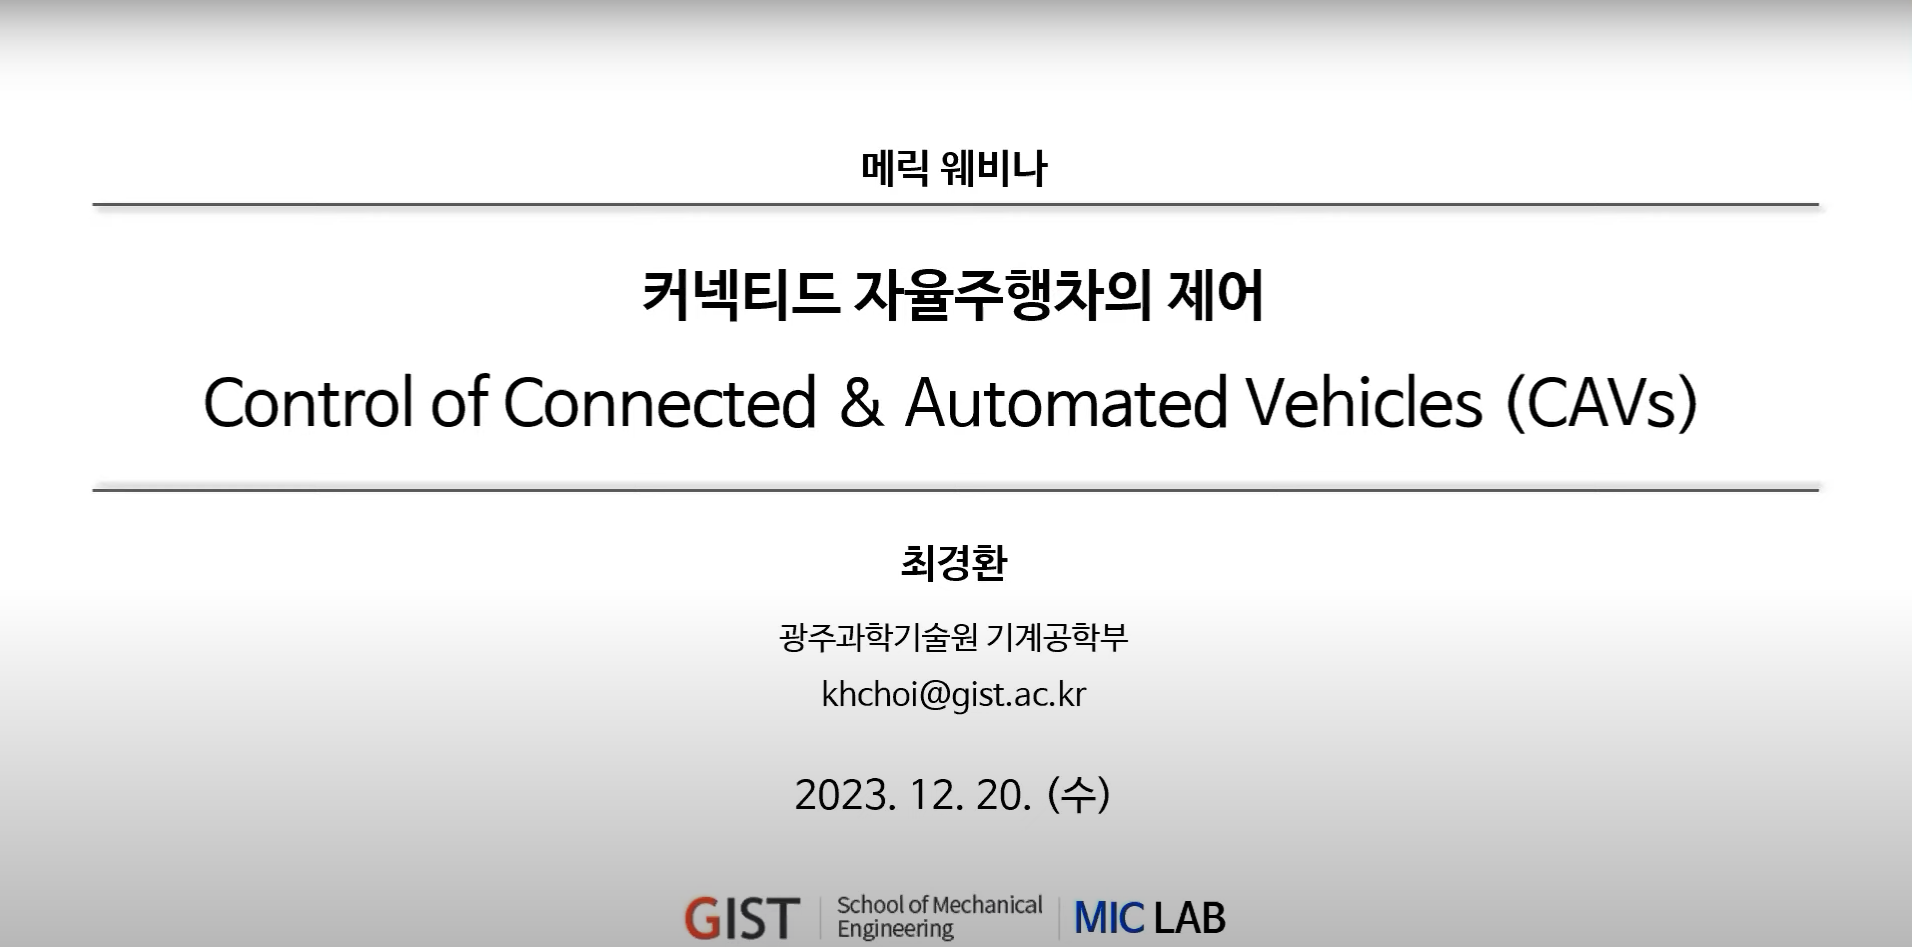 메릭 웨비나
커넥티드 자율주행차의 제어
Control of Connected & Automated Vehicles (CAVs)
최경환
광주과학기술원 기계공학부
khchoi@gist.ac.kr
2023. 12. 20. (수)
GIST
School of Mechanical
Engineering
MIC LAB